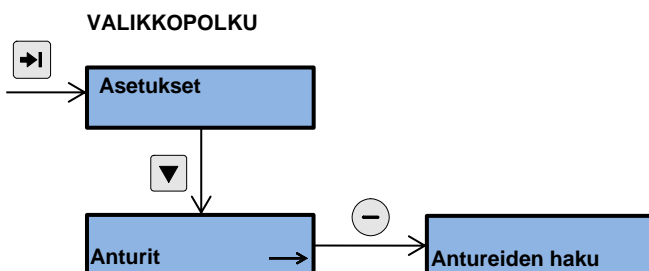 VALIKKOPOLKU
Asetukset
Anturit
Antureiden haku